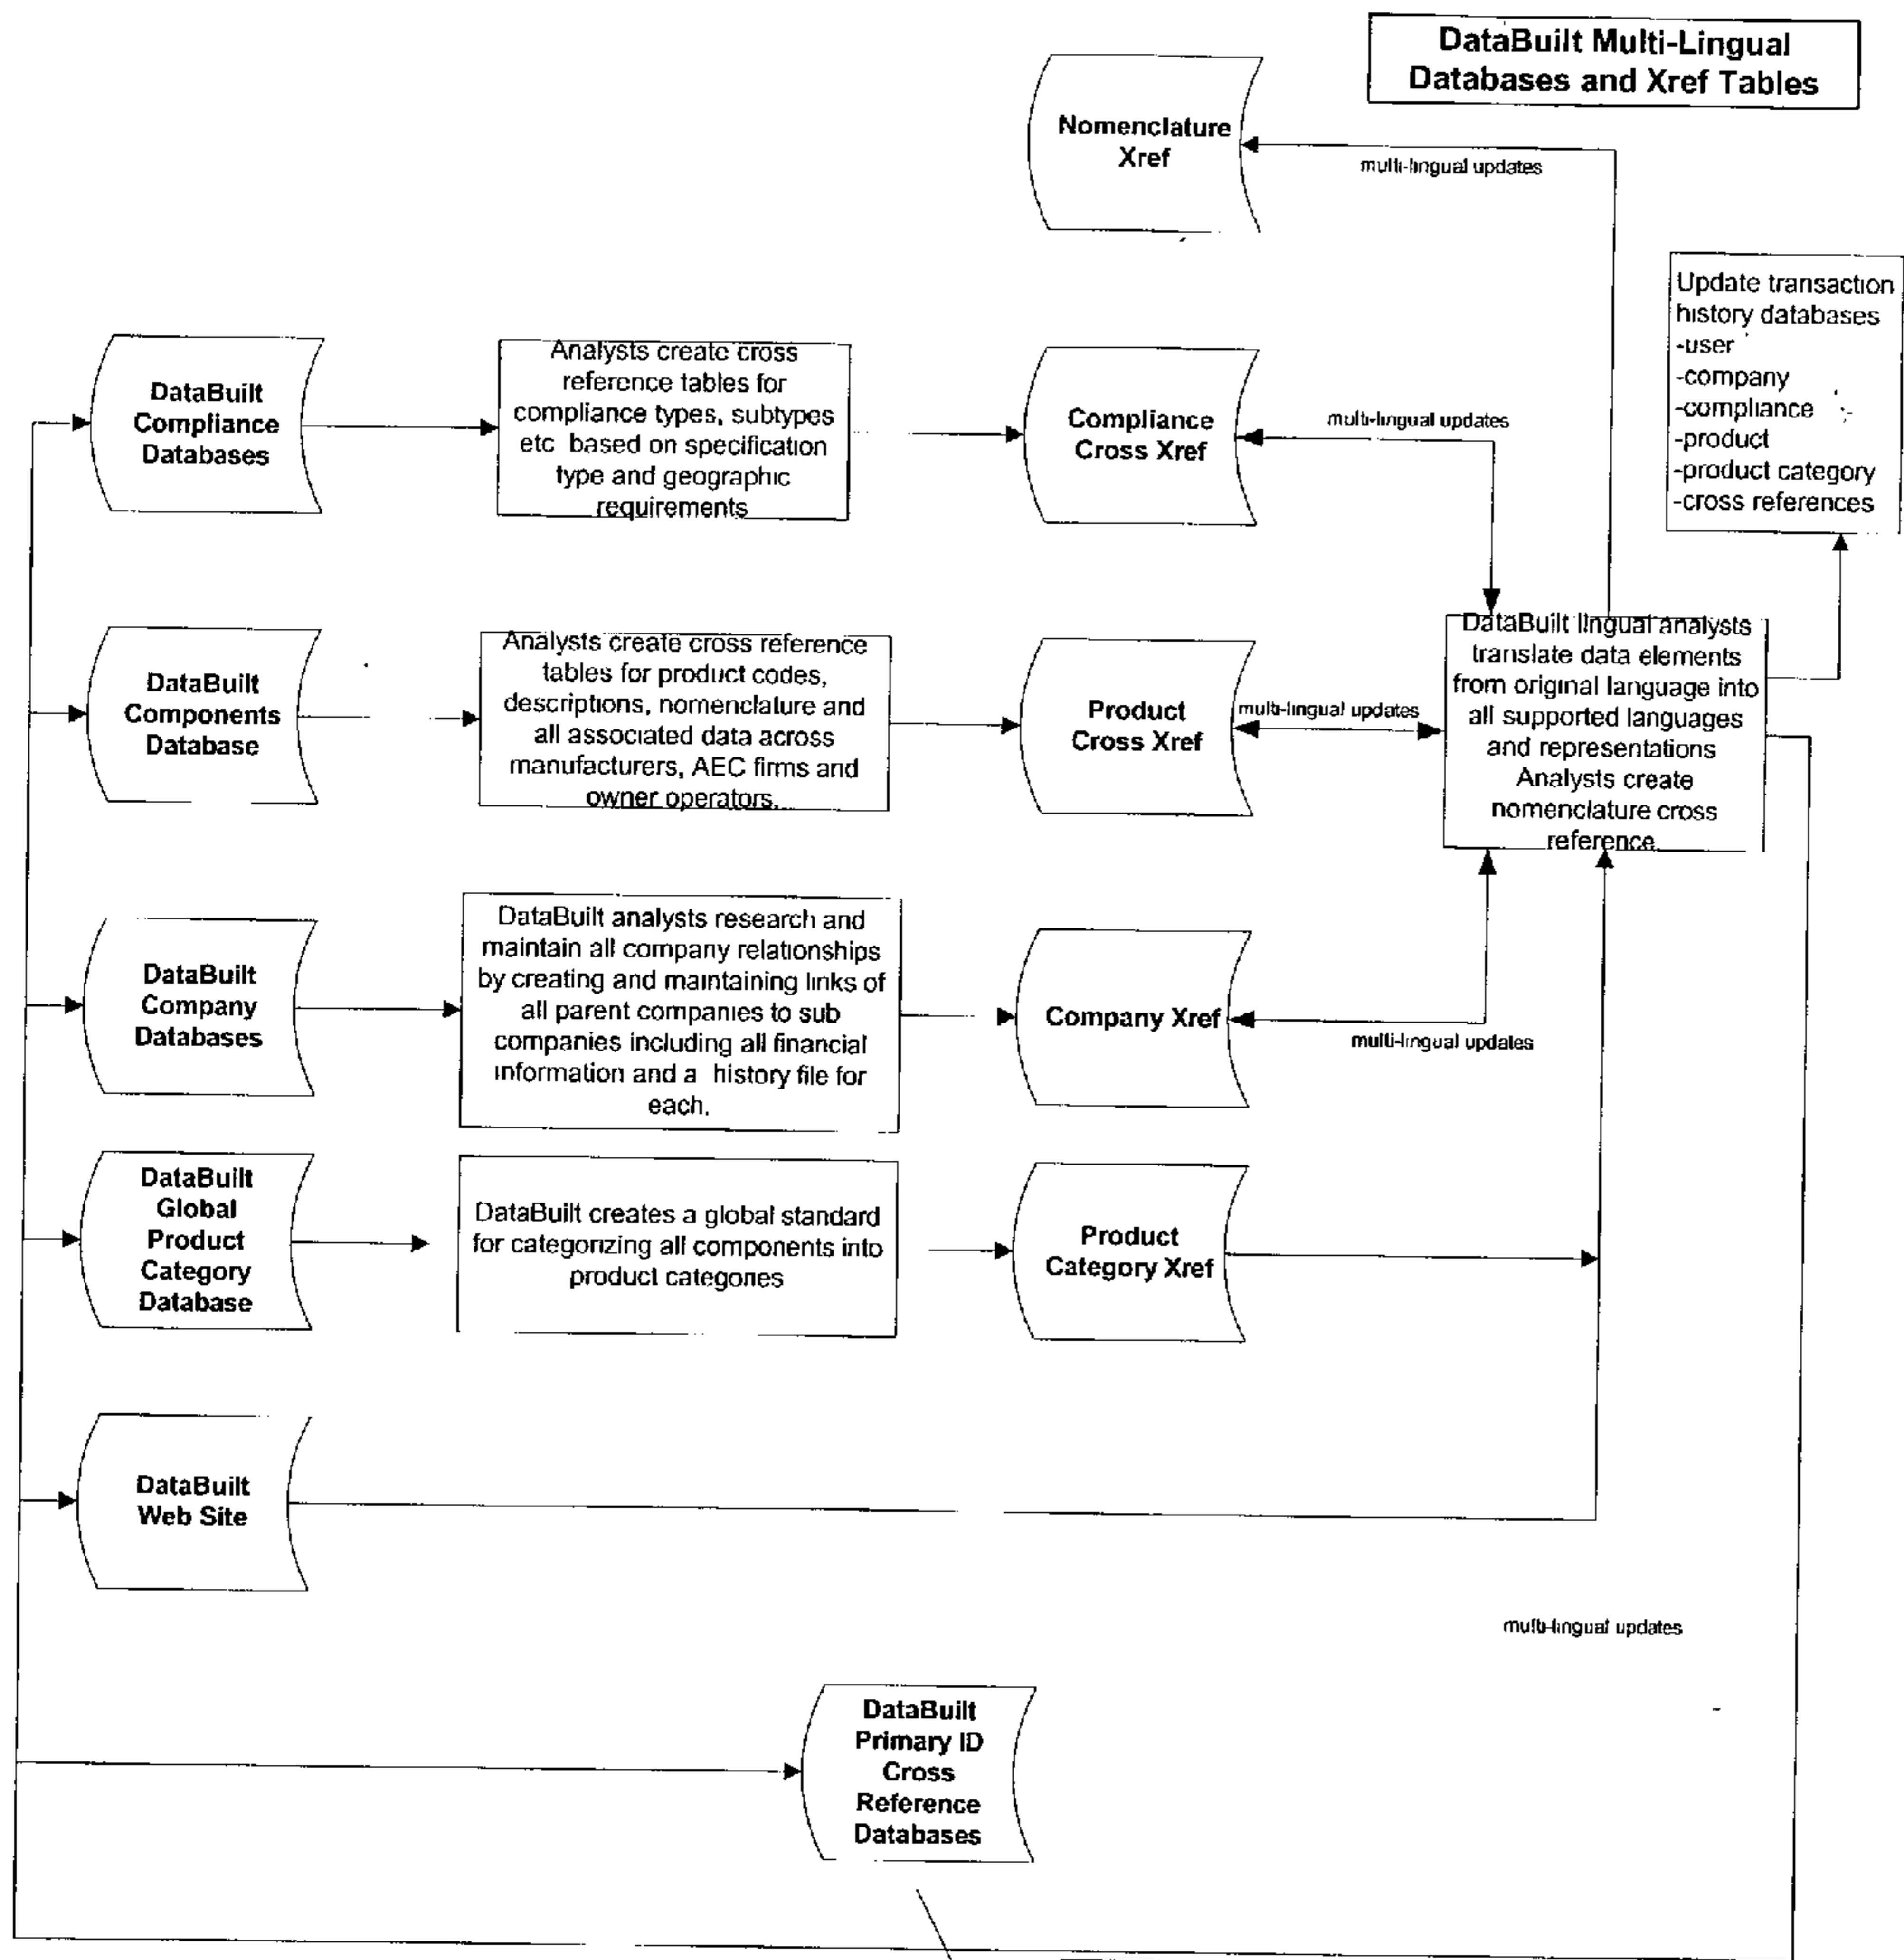 DataBuilt Multi-Lingual
Databases and Xref Tables
Nomenclature
Xref
multi-lingual updates
Update transaction
history databases
-user
-company
-compliance
-product
-product category
-cross references
DataBuilt
Compliance
Databases
Analysts create cross
reference tables for
compliance types, subtypes
etc based on specification
type and geographic
requirements
Compliance
Cross Xref
multi-lingual updates
DataBuilt
Components
Database
Analysts create cross reference
tables for product codes,
descriptions, nomenclature and
all associated data across
manufacturers, AEC firms and
owner operators.
Product
Cross Xref
multi-lingual updates
DataBuilt lingual analysts
translate data elements
from original language into
all supported languages
and representations
Analysts create
nomenclature cross
reference
DataBuilt
Company
Databases
DataBuilt analysts research and
maintain all company relationships
by creating and maintaining links of
all parent companies to sub
companies including all financial
information and a history file for
each.
Company Xref
multi-lingual updates
DataBuilt
Global
Product
Category
Database
DataBuilt creates a global standard
for categorizing all components into
product categories
Product
Category Xref
DataBuilt
Web Site
multi-lingual updates
DataBuilt
Primary ID
Cross
Reference
Databases